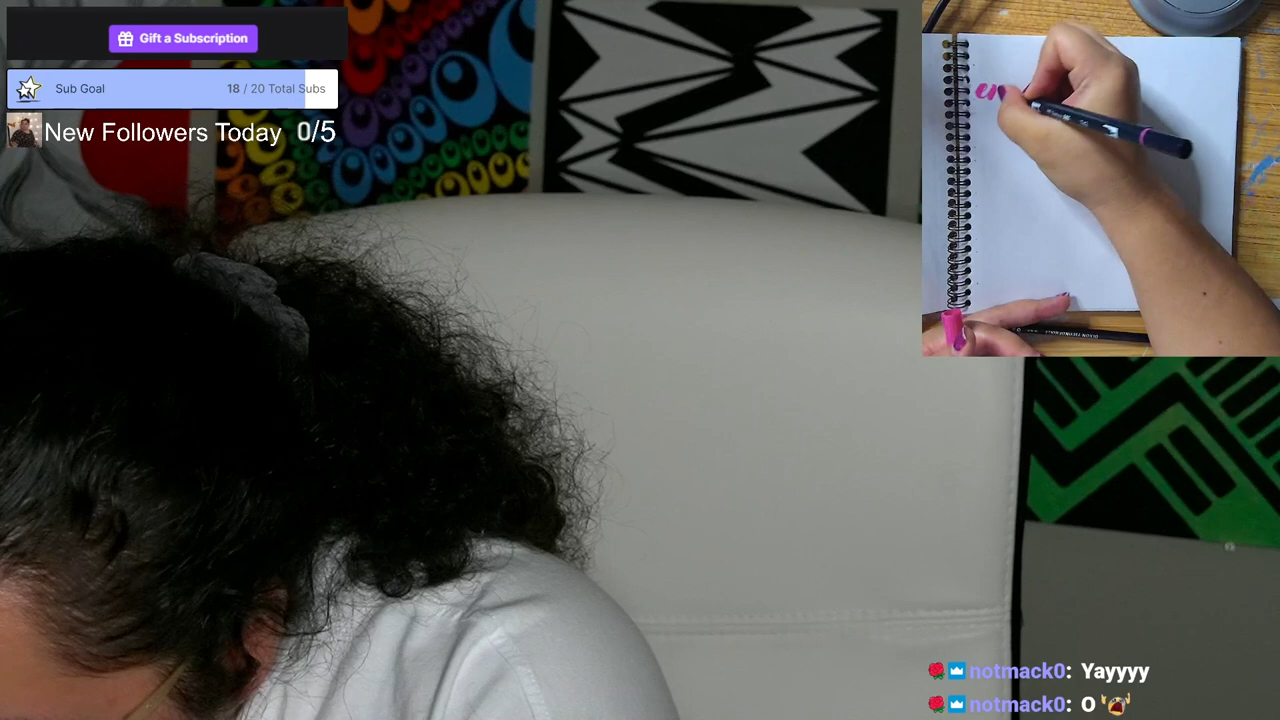 Gift a Subscription
Sub Goal 18 / 20 Total Subs
New Followers Today 0/5
notmack0: Yayyyy
notmack0: O